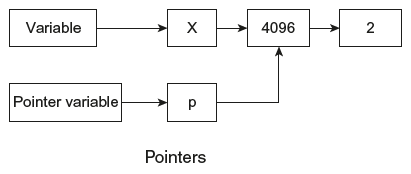 Variable X 4096 2
Pointer variable p
Pointers